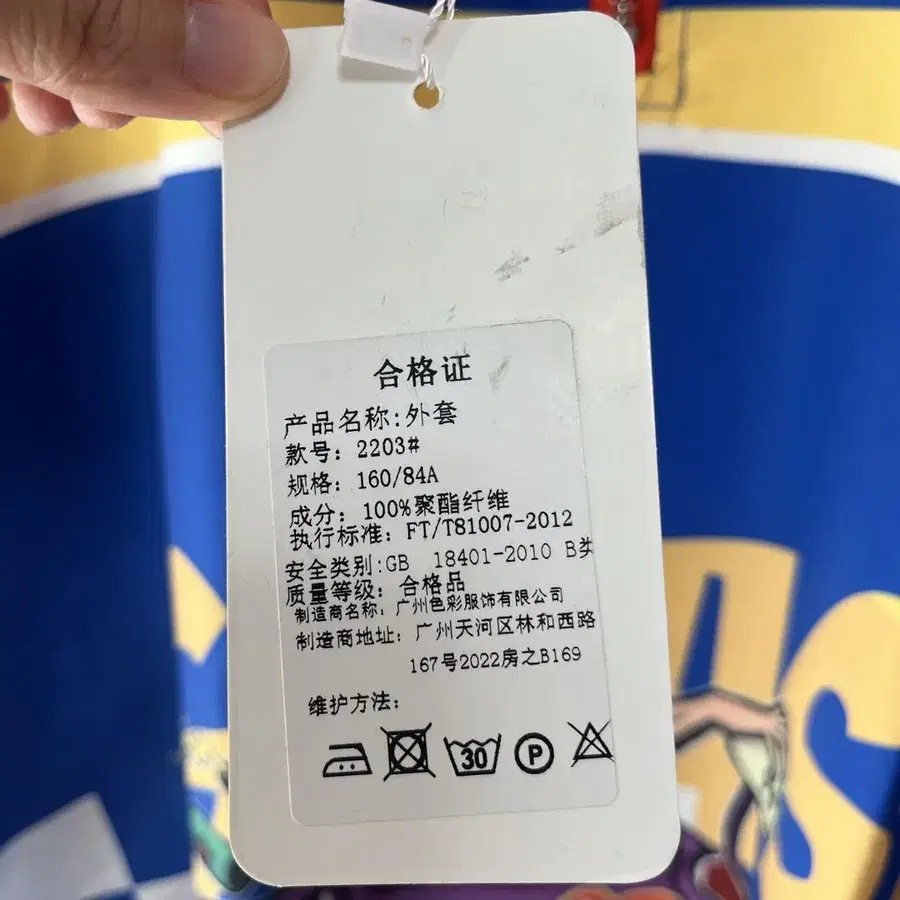 合格证
产品名称:外套
款号: 2203#
规格: 160/84A
成分: 100%聚酯纤维
执行标准: FT/T81007-2012
安全类别:GB 18401-2010 B类
质量等级: 合格品
制造商名称: 广州色彩服饰有限公司
制造商地址: 广州天河区林和西路
167号2022房之B169
维护方法:
30
P